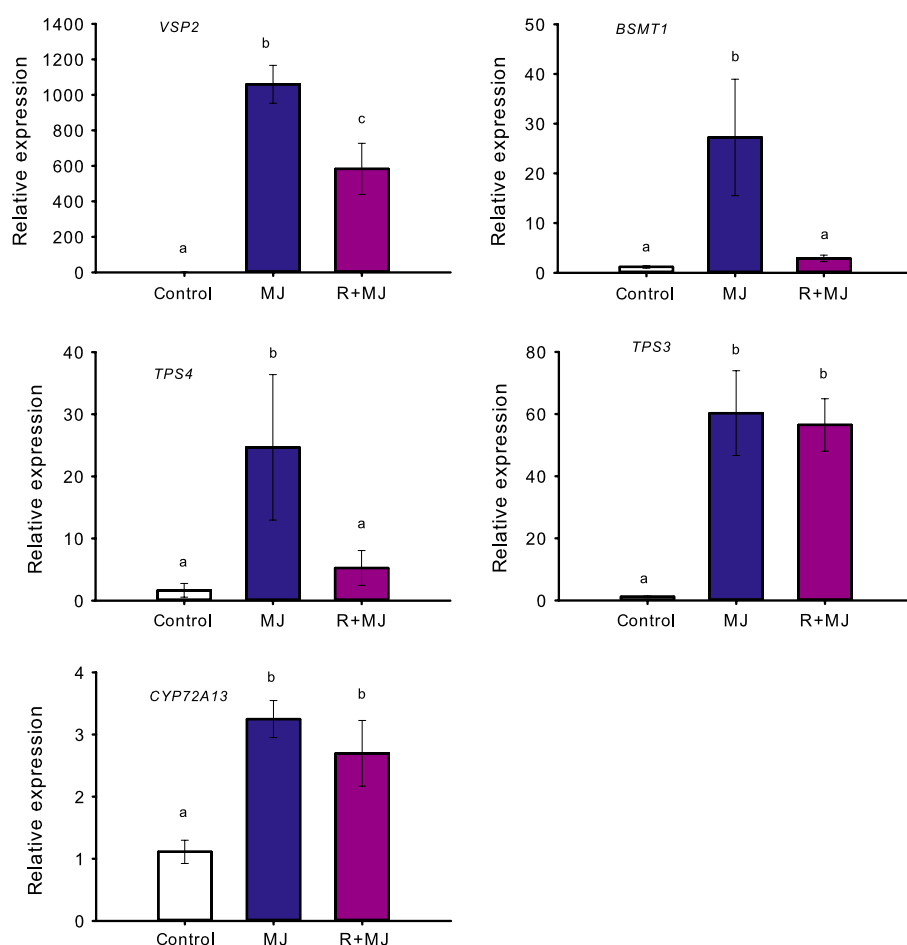 VSP2
Relative expression
1400
1200
1000
800
600
400
200
0
a
b
c
Control MJ R+MJ
BSMT1
Relative expression
50
40
30
20
10
0
a
b
a
Control MJ R+MJ
TPS4
Relative expression
40
30
20
10
0
a
b
a
Control MJ R+MJ
TPS3
Relative expression
80
60
40
20
0
a
b
b
Control MJ R+MJ
CYP72A13
Relative expression
4
3
2
1
0
a
b
b
Control MJ R+MJ